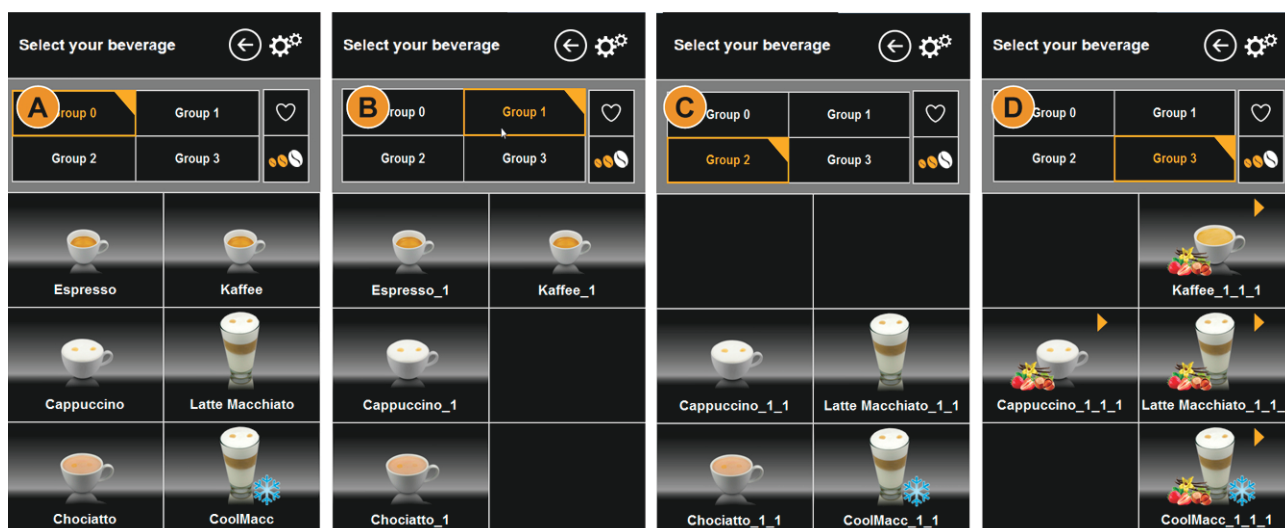 Select your beverage
A
Group 0
Group 1
Group 2
Group 3
Espresso
Kaffee
Cappuccino
Latte Macchiato
Chociatto
CoolMacc
Select your beverage
B
roup 0
Group 1
Group 2
Group 3
Espresso_1
Kaffee_1
Cappuccino_1
Chociatto_1
Select your beverage
C
Group 0
Group 1
Group 2
Group 3
Cappuccino_1_1
Latte Macchiato_1_1
Chociatto_1_1
CoolMacc_1_1
Select your beverage
D
Group 0
Group 1
Group 2
Group 3
Kaffee_1_1_1
Cappuccino_1_1_1
Latte Macchiato_1_1_
CoolMacc_1_1_1